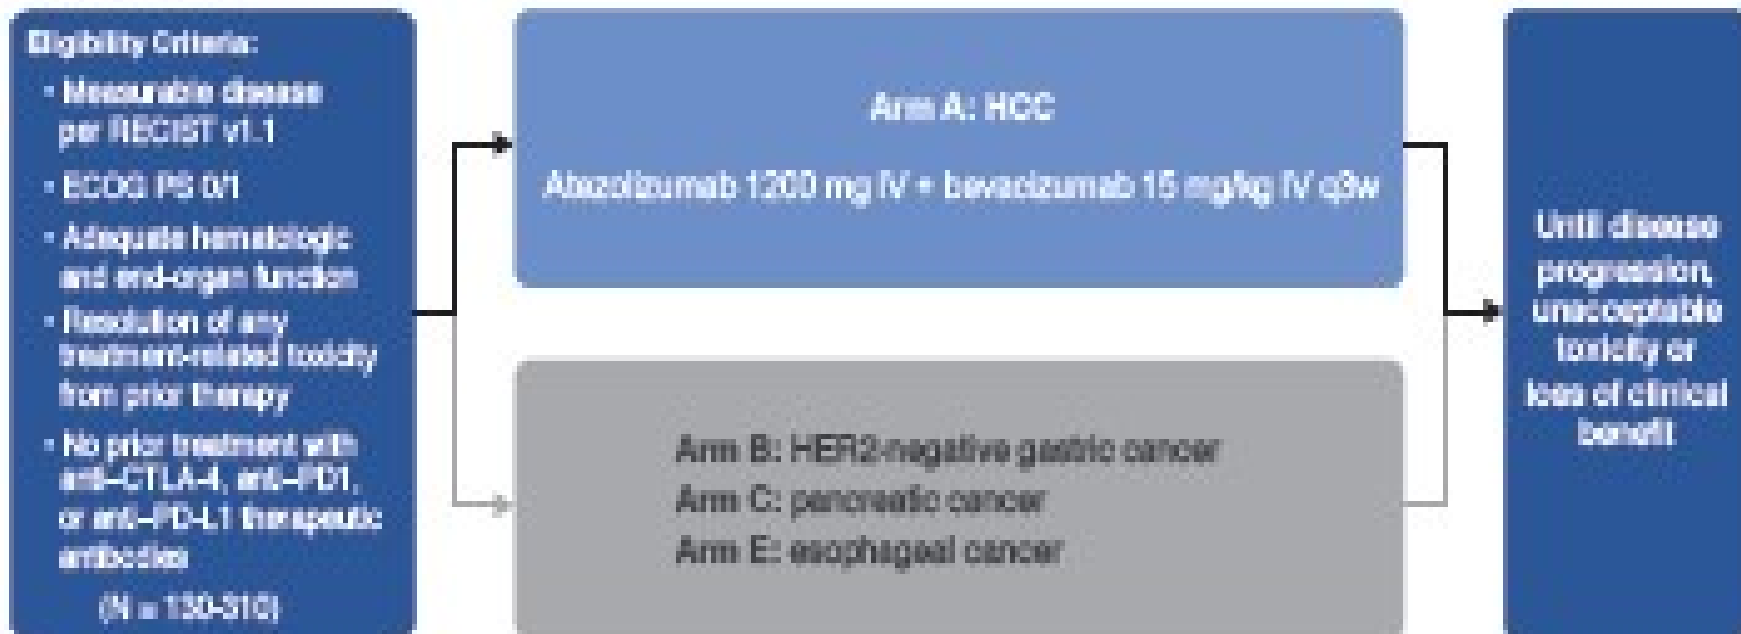 Eligibility Criteria:
• Measurable disease
per RECIST v1.1
• ECOG PS 0/1
• Adequate hematologic
and end-organ function
• Resolution of any
treatment-related toxicity
from prior therapy
• No prior treatment with
anti–CTLA-4, anti–PD1,
or anti–PD-L1 therapeutic
antibodies
(N = 130-310)
Arm A: HCC
Atezolizumab 1200 mg IV + bevacizumab 15 mg/kg IV q3w
Arm B: HER2-negative gastric cancer
Arm C: pancreatic cancer
Arm E: esophageal cancer
Until disease
progression,
unacceptable
toxicity or
loss of clinical
benefit